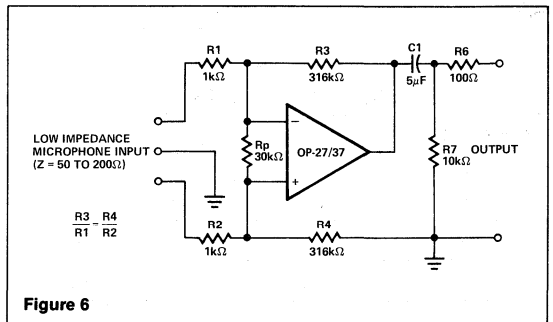 R1
1kΩ
R3
316kΩ
C1
5μF
R6
100Ω
LOW IMPEDANCE
MICROPHONE INPUT
(Z = 50 TO 200Ω)
Rp
30kΩ
−
+
OP-27/37
R7
10kΩ
OUTPUT
R3/R1 = R4/R2
R2
1kΩ
R4
316kΩ
Figure 6